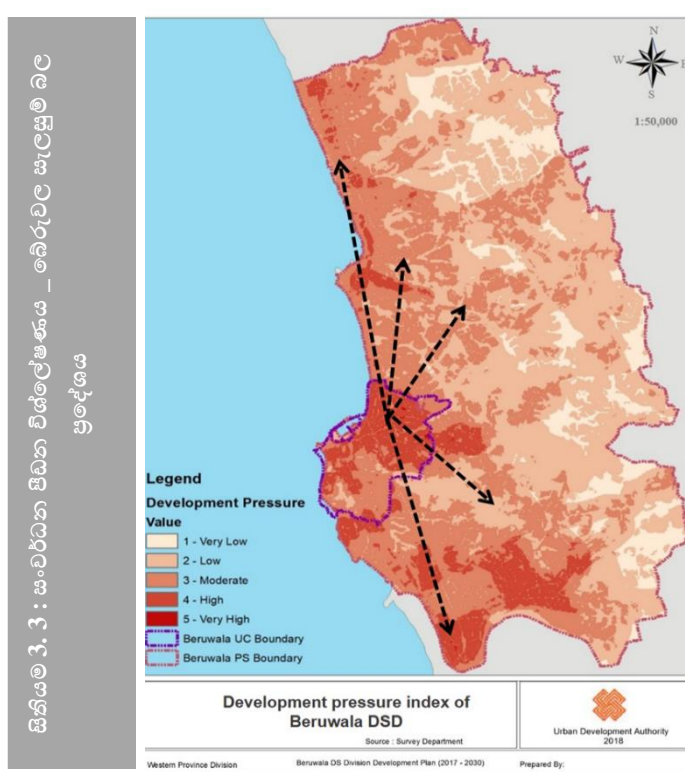 සිතියම 3. 3 : සංවර්ධන පීඩන විශ්ලේෂණය _ බේරුවල සැලසුම් බල
ප්‍රදේශය
N
W
E
S
1:50,000
Legend
Development Pressure
Value
1 - Very Low
2 - Low
3 - Moderate
4 - High
5 - Very High
Beruwala UC Boundary
Beruwala PS Boundary
Development pressure index of
Beruwala DSD
Source : Survey Department
Urban Development Authority
2018
Western Province Division
Beruwala DS Division Development Plan (2017 - 2030)
Prepared By: